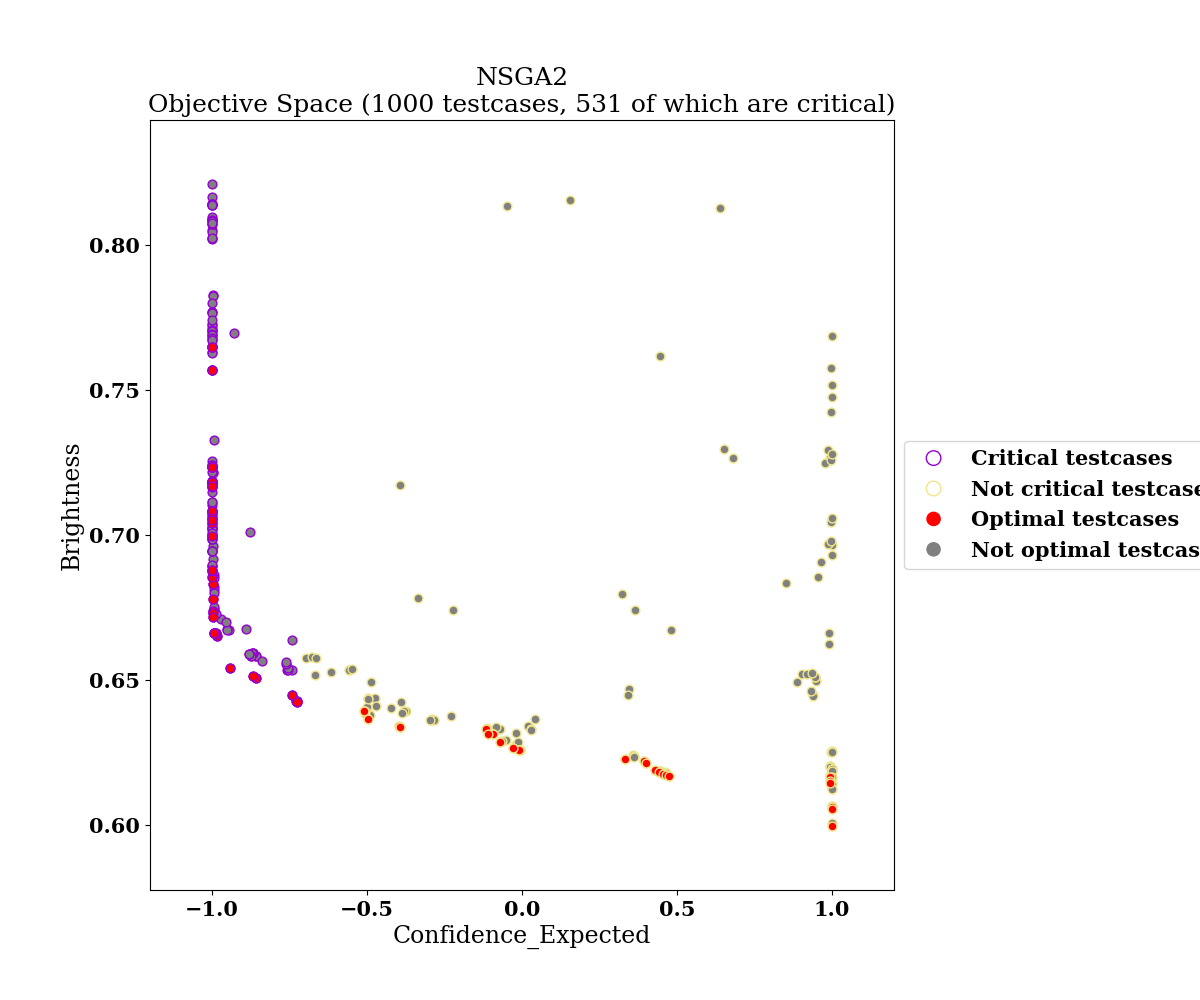 NSGA2
Objective Space (1000 testcases, 531 of which are critical)
0.80
0.75
0.70
0.65
0.60
Brightness
−1.0
−0.5
0.0
0.5
1.0
Confidence_Expected
Critical testcases
Not critical testcase
Optimal testcases
Not optimal testcas